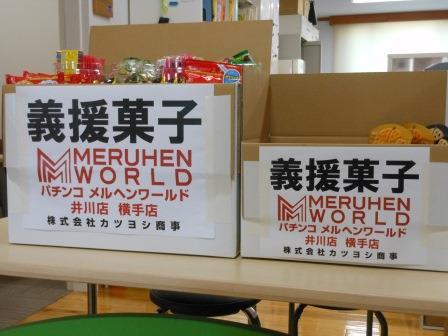 義援菓子
MERUHEN
WORLD
パチンコ メルヘンワールド
井川店 横手店
株式会社カツヨシ商事
義援菓子
MERUHEN
WORLD
パチンコ メルヘンワールド
井川店 横手店
株式会社カツヨシ商事